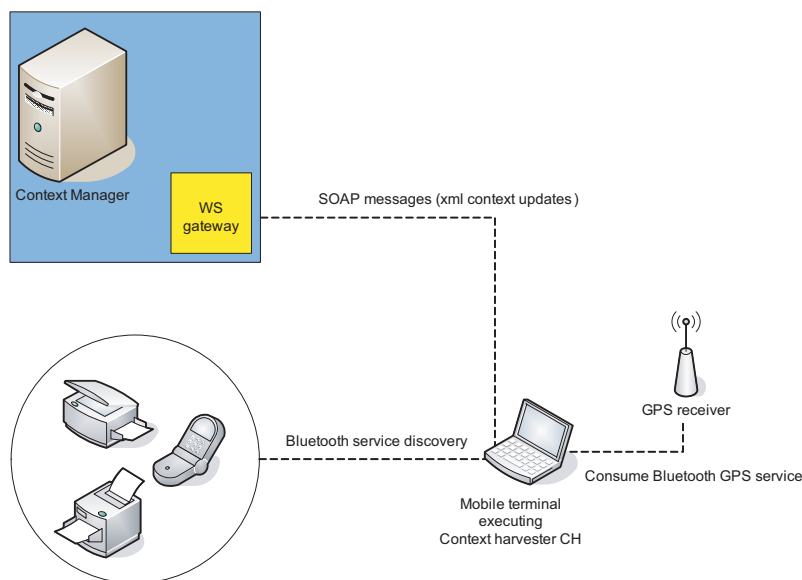 Context Manager
WS
gateway
SOAP messages (xml context updates)
GPS receiver
Bluetooth service discovery
Consume Bluetooth GPS service
Mobile terminal
executing
Context harvester CH